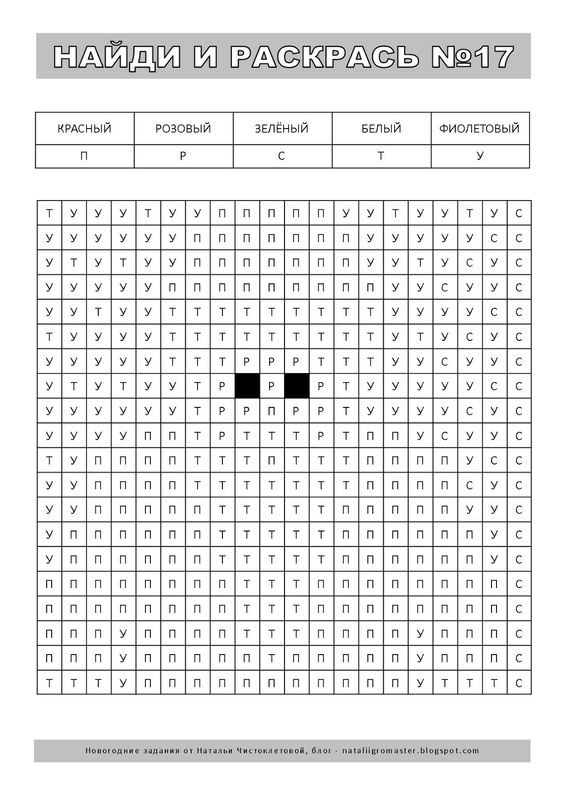 НАЙДИ И РАСКРАСЬ №17
КРАСНЫЙ РОЗОВЫЙ ЗЕЛЁНЫЙ БЕЛЫЙ ФИОЛЕТОВЫЙ
П Р С Т У
Т У У У Т У У П П П П П У У Т У У Т У С
У У У У У У П П П П П П П У У У У У С С
У Т У Т У У П П П П П П П У У Т У С У С
У У У У У П П П П П П П П П У У С У У С
У У Т У У Т Т Т Т Т Т Т Т Т У У У У С С
Т У У У У Т Т Т Т Т Т Т Т Т У Т У С У С
У У У У У Т Т Т Р Р Р Т Т Т У У С У У С
У Т У Т У У Т Р Р Р Т У У У У У С С
У У У У У У Т Р Р П Р Р Т У У У У С У С
У У У У П П Т Р Т Т Т Р Т П П У С У У С
Т У П П П П Т Т Т П Т Т Т П П П П У С С
У У П П П П Т Т Т Т Т Т Т П П П П С У С
У У П П П П П Т Т Т Т Т П П П П П У У С
У П П П П П П Т Т Т Т Т П П П П П П У С
У П П П П П П Т Т Т Т Т П П П П П П У С
П П П П П П П П Т Т Т П П П П П П П П С
П П П П П П П П Т Т Т П П П П П П П П С
П П П У П П П П Т Т Т П П П П У П П П С
П П П У П П П П П Т П П П П П У П П П С
Т Т Т У П П П П П П П П П П П У Т Т Т С
Новогодние задания от Натальи Чистоклетовой, блог - nataliigromaster.blogspot.com